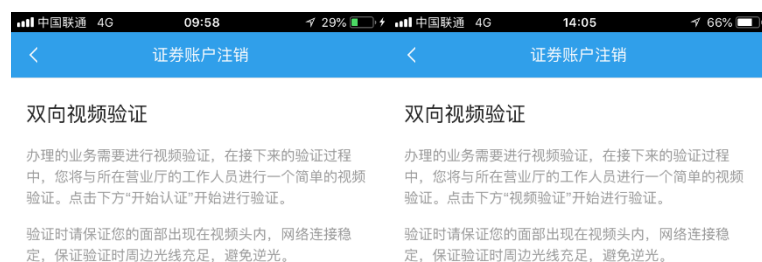 中国联通 4G 09:58 29%
证券账户注销
双向视频验证
办理的业务需要进行视频验证，在接下来的验证过程
中，您将与所在营业厅的工作人员进行一个简单的视频
验证。点击下方“开始认证”开始进行验证。
验证时请保证您的面部出现在视频头内，网络连接稳
定，保证验证时周边光线充足，避免逆光。
中国联通 4G 14:05 66%
证券账户注销
双向视频验证
办理的业务需要进行视频验证，在接下来的验证过程
中，您将与所在营业厅的工作人员进行一个简单的视频
验证。点击下方“视频验证”开始进行验证。
验证时请保证您的面部出现在视频头内，网络连接稳
定，保证验证时周边光线充足，避免逆光。